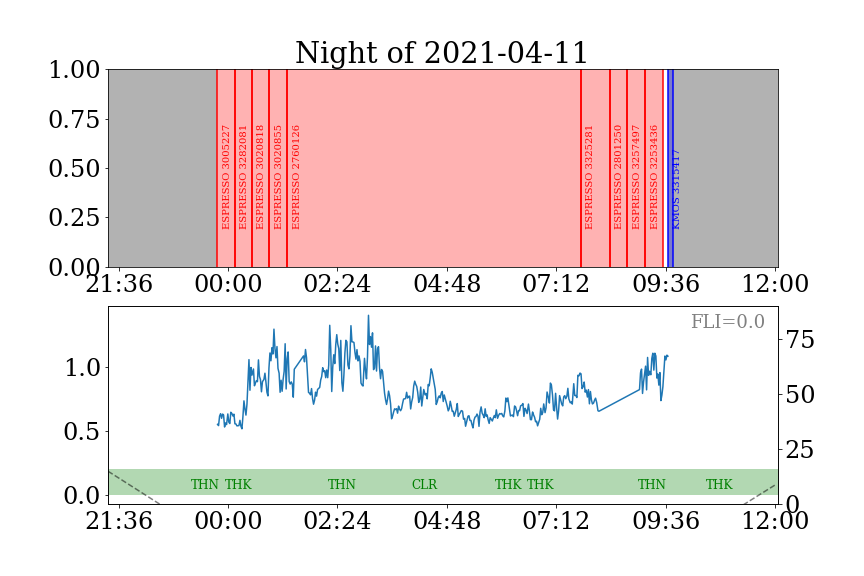 Night of 2021-04-11
1.00
0.75
0.50
0.25
0.00
ESPRESSO 3005227
ESPRESSO 3282081
ESPRESSO 3020818
ESPRESSO 3020855
ESPRESSO 2760126
ESPRESSO 3325281
ESPRESSO 2801250
ESPRESSO 3257497
ESPRESSO 3253436
KMOS 3315417
21:36 00:00 02:24 04:48 07:12 09:36 12:00
FLI=0.0
1.0
0.5
0.0
75
50
25
0
THN THK THN CLR THK THK THN THK
21:36 00:00 02:24 04:48 07:12 09:36 12:00